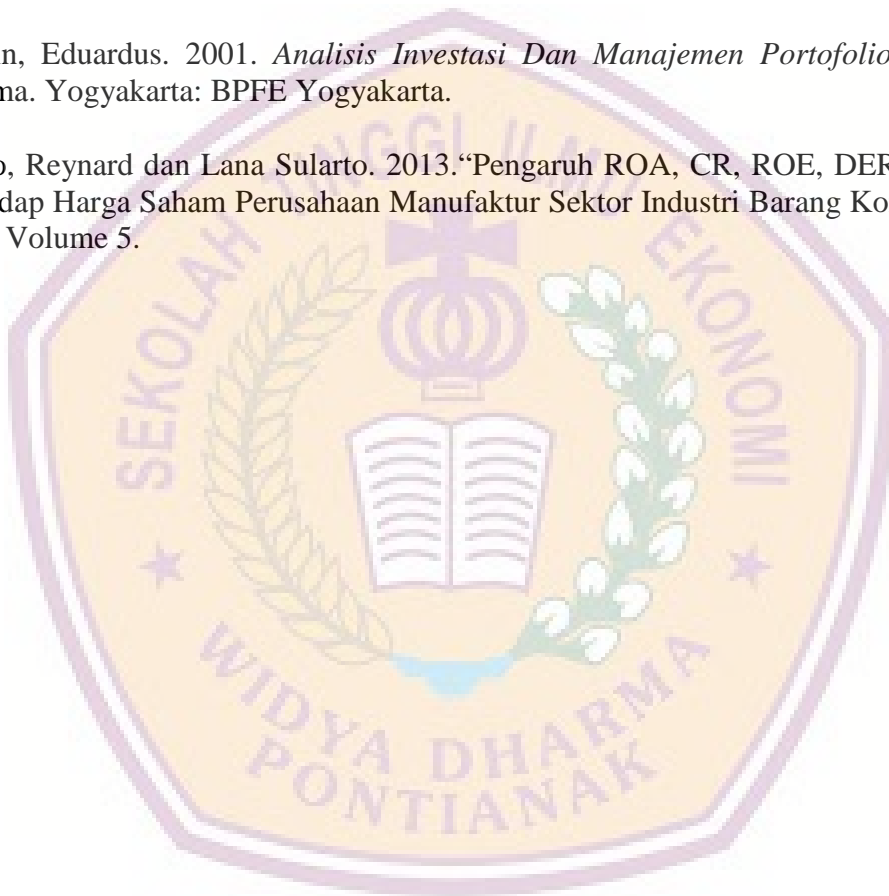 in, Eduardus. 2001. Analisis Investasi Dan Manajemen Portofolio
ma. Yogyakarta: BPFE Yogyakarta.
o, Reynard dan Lana Sularto. 2013.“Pengaruh ROA, CR, ROE, DER
dap Harga Saham Perusahaan Manufaktur Sektor Industri Barang Ko
Volume 5.
SEKOLAH TINGGI ILMU EKONOMI
WIDYA DHARMA
PONTIANAK